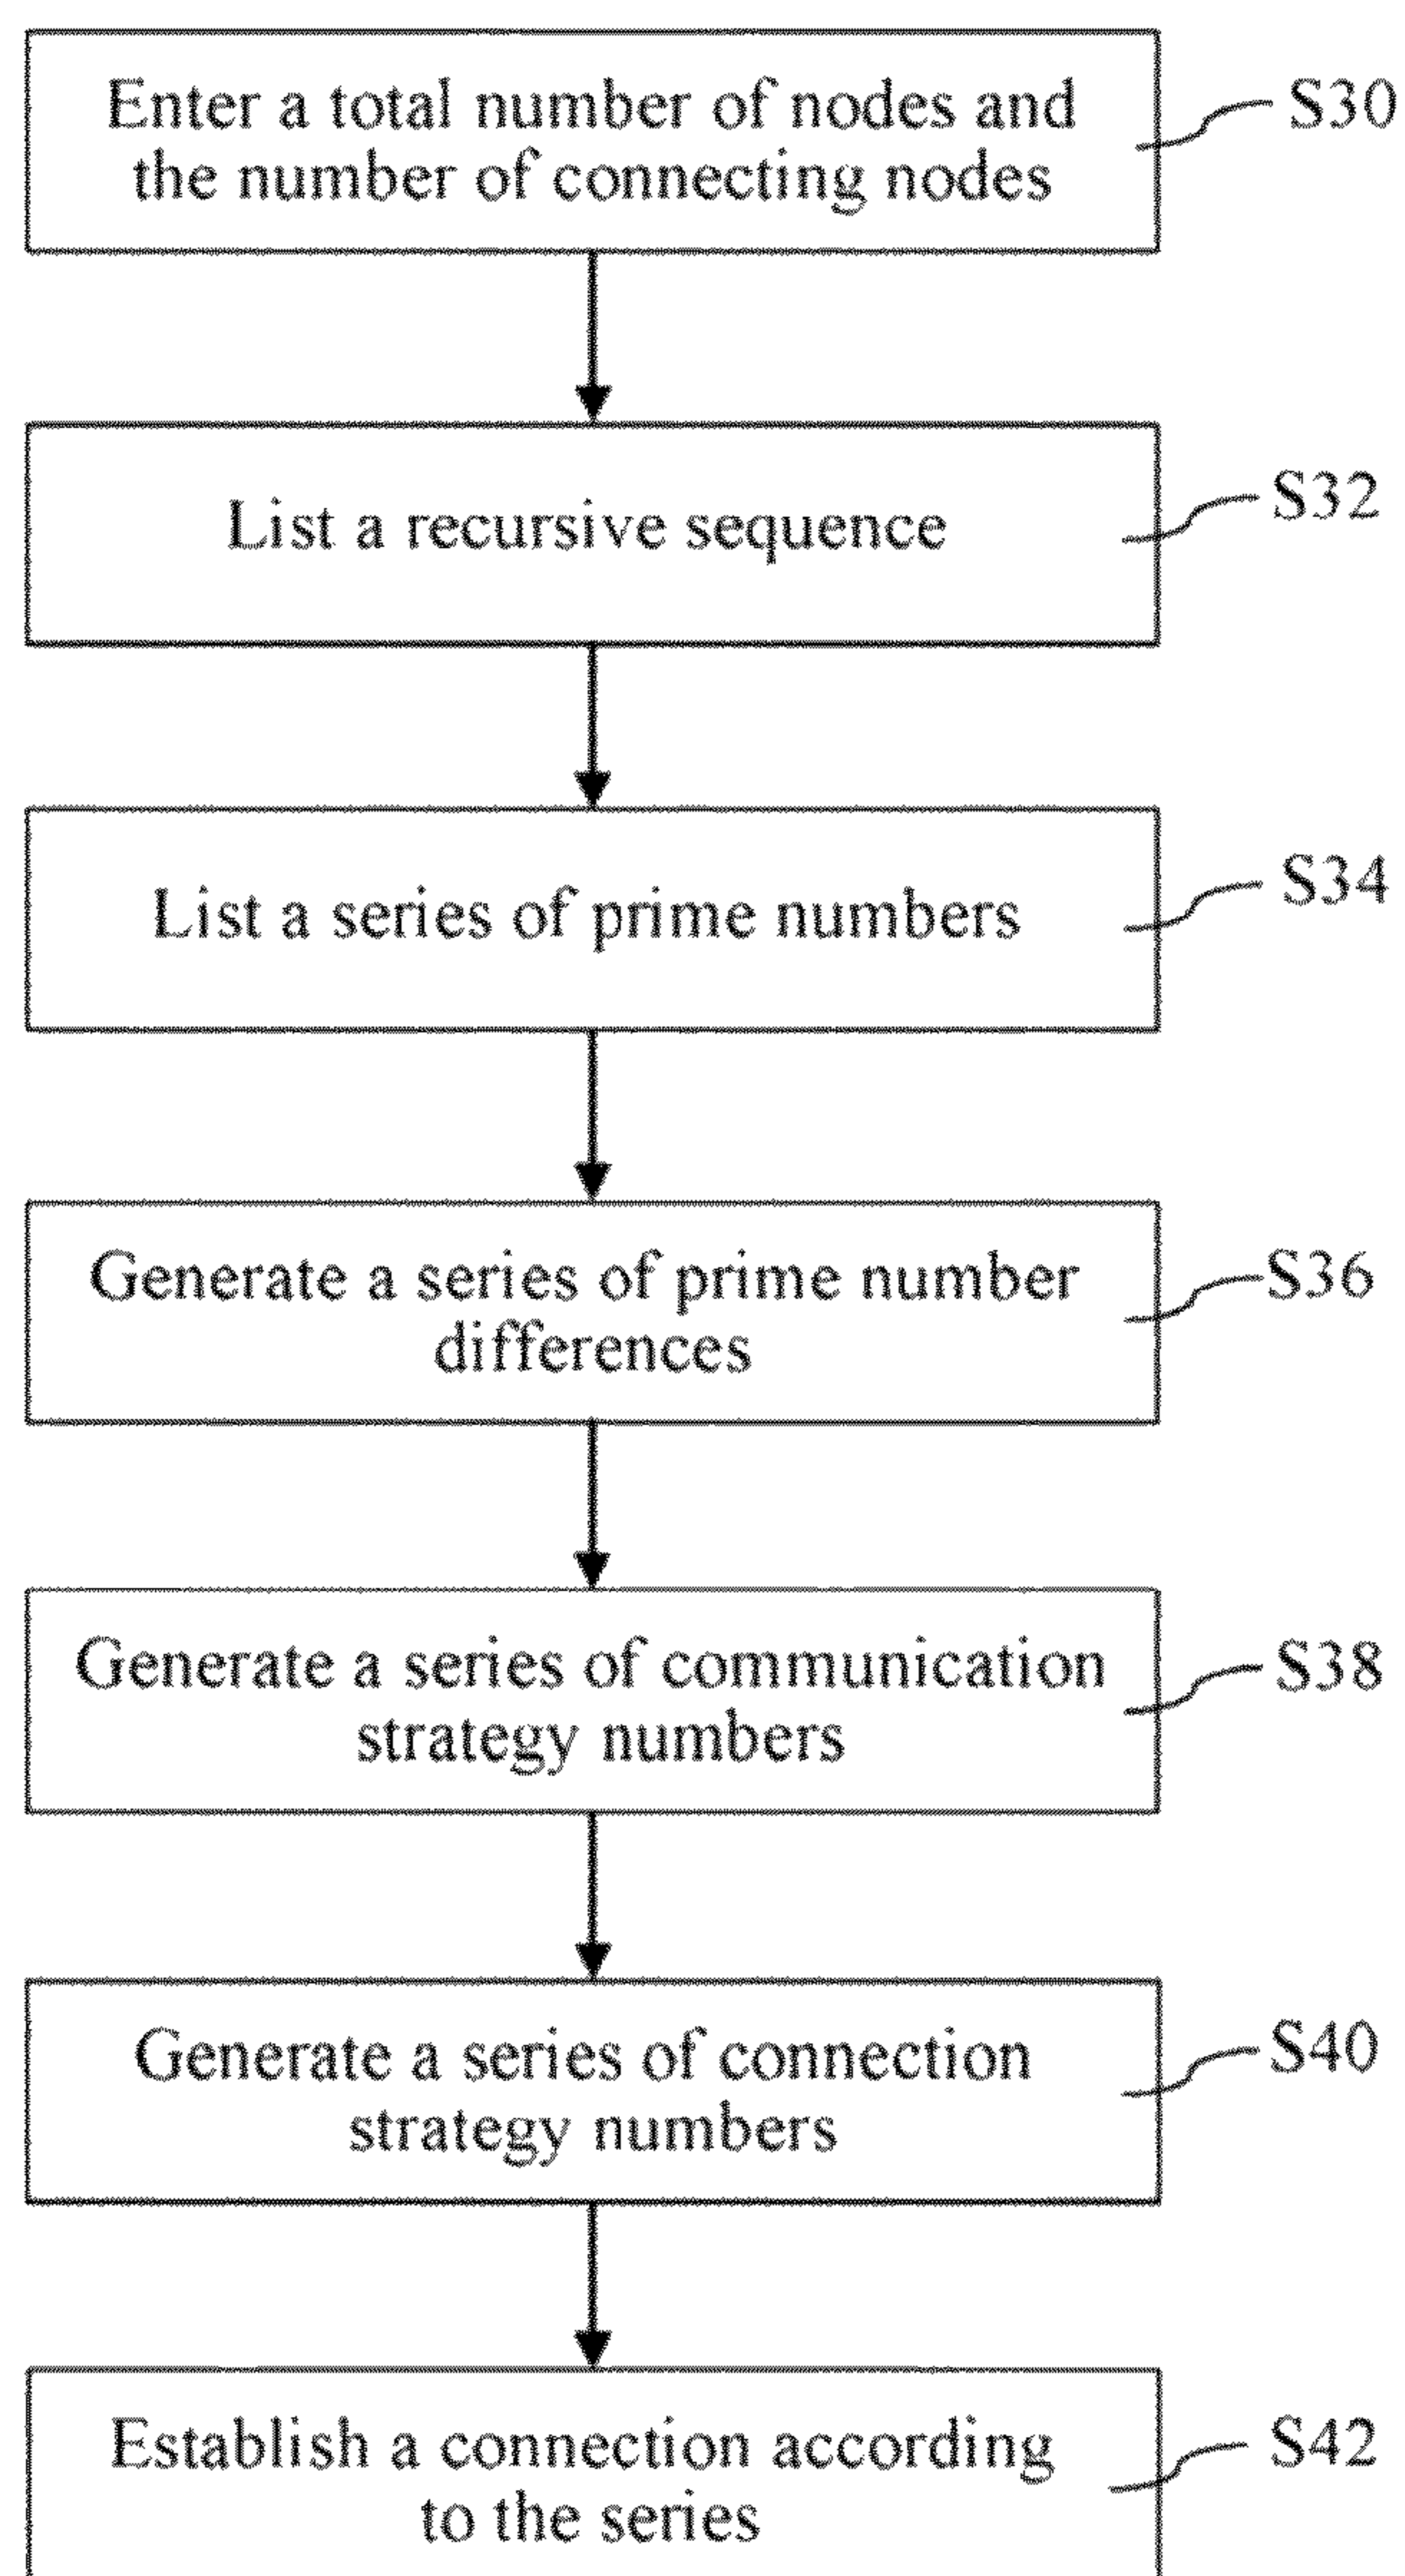 Enter a total number of nodes and
the number of connecting nodes
S30
List a recursive sequence
S32
List a series of prime numbers
S34
Generate a series of prime number
differences
S36
Generate a series of communication
strategy numbers
S38
Generate a series of connection
strategy numbers
S40
Establish a connection according
to the series
S42